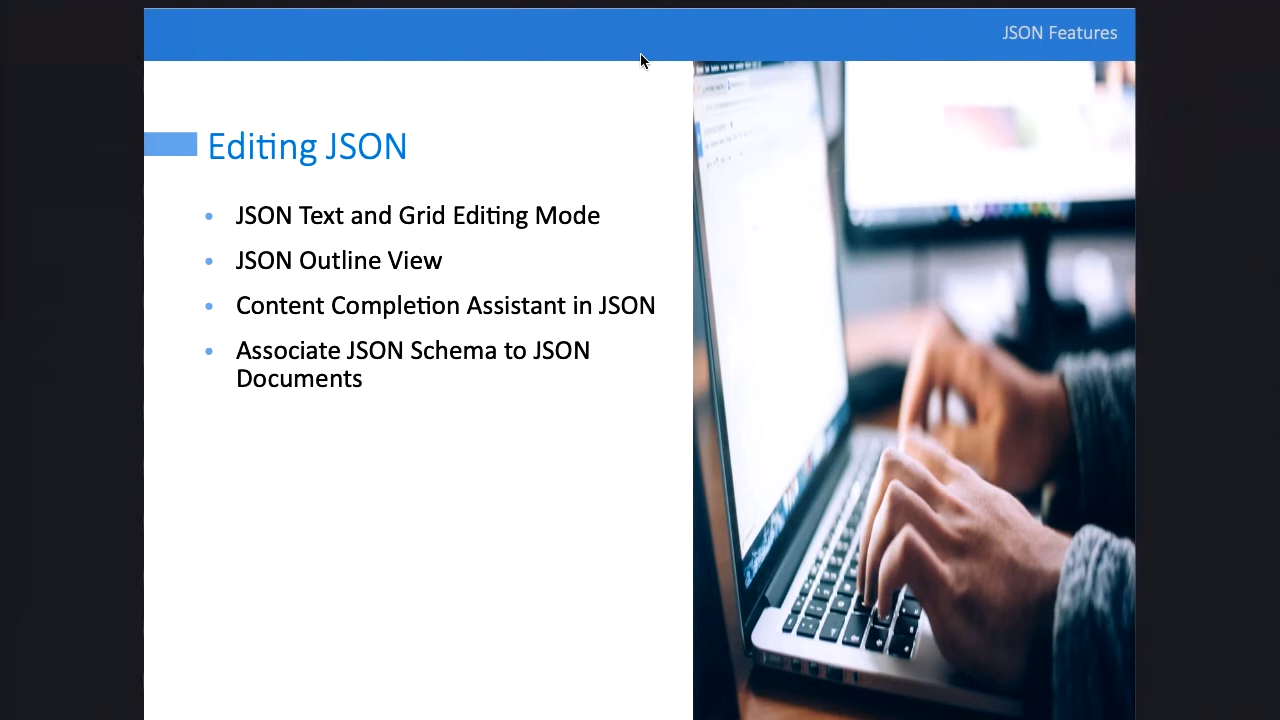 JSON Features
Editing JSON
• JSON Text and Grid Editing Mode
• JSON Outline View
• Content Completion Assistant in JSON
• Associate JSON Schema to JSON
Documents